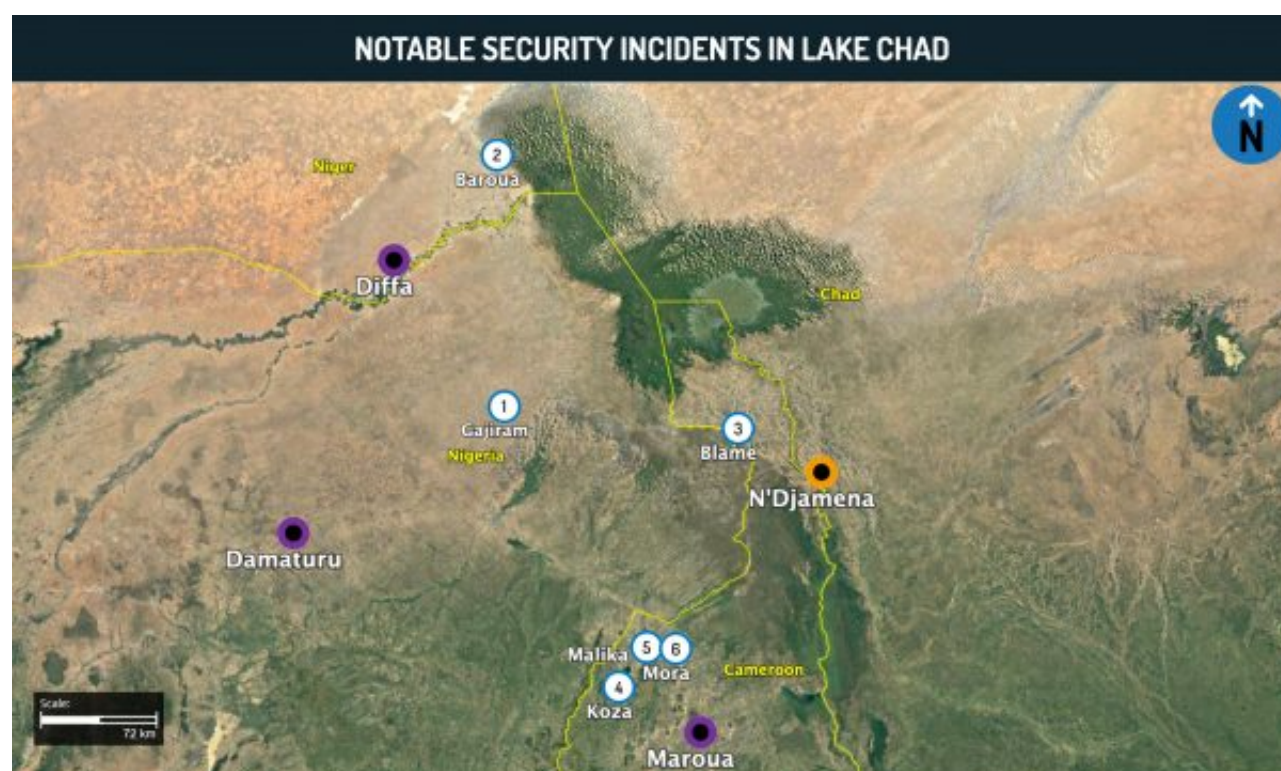 NOTABLE SECURITY INCIDENTS IN LAKE CHAD
N
2
Niger
Baroua
Diffa
Chad
1
Gajiram
3
Nigeria
Blame
N'Djamena
Damaturu
Malika
5
6
Mora
Cameroon
4
Koza
Scale:
72 km
Maroua